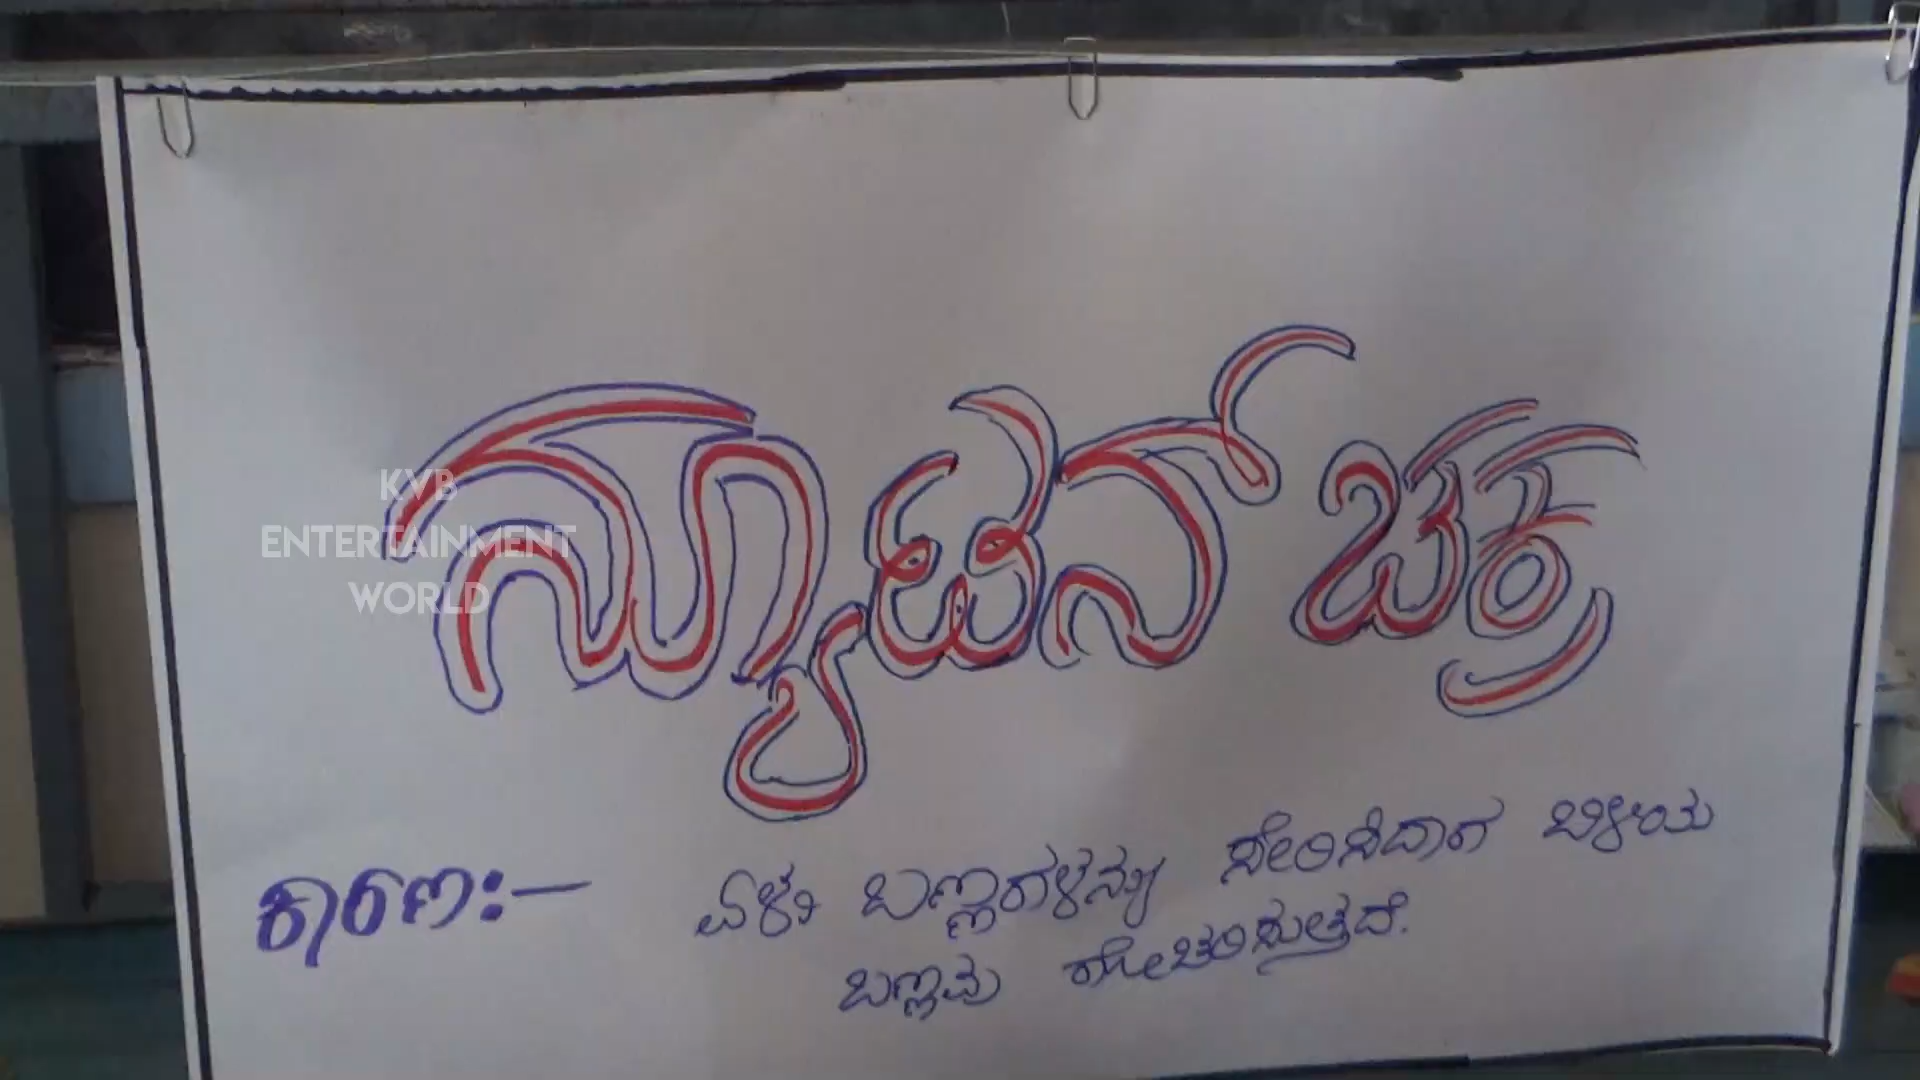 ನ್ಯೂಟನ್ ಚಕ್ರ
KVB
ENTERTAINMENT
WORLD
ಕಾರಣ:- ಏಳು ಬಣ್ಣಗಳನ್ನು ಸೇರಿಸಿದಾಗ ಬಿಳಿಯ
ಬಣ್ಣವು ಗೋಚರಿಸುತ್ತದೆ.